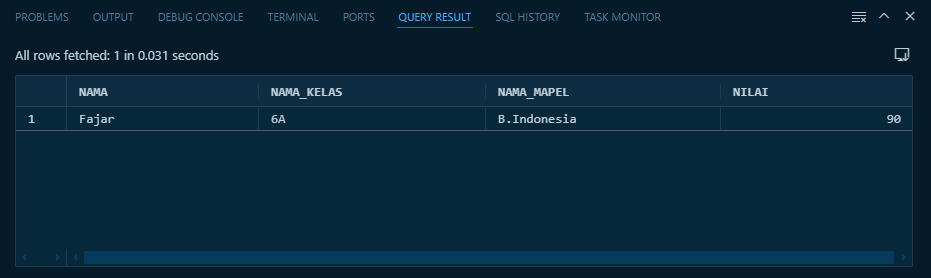 PROBLEMS OUTPUT DEBUG CONSOLE TERMINAL PORTS QUERY RESULT SQL HISTORY TASK MONITOR
All rows fetched: 1 in 0.031 seconds
NAMA NAMA_KELAS NAMA_MAPEL NILAI
1 Fajar 6A B.Indonesia 90